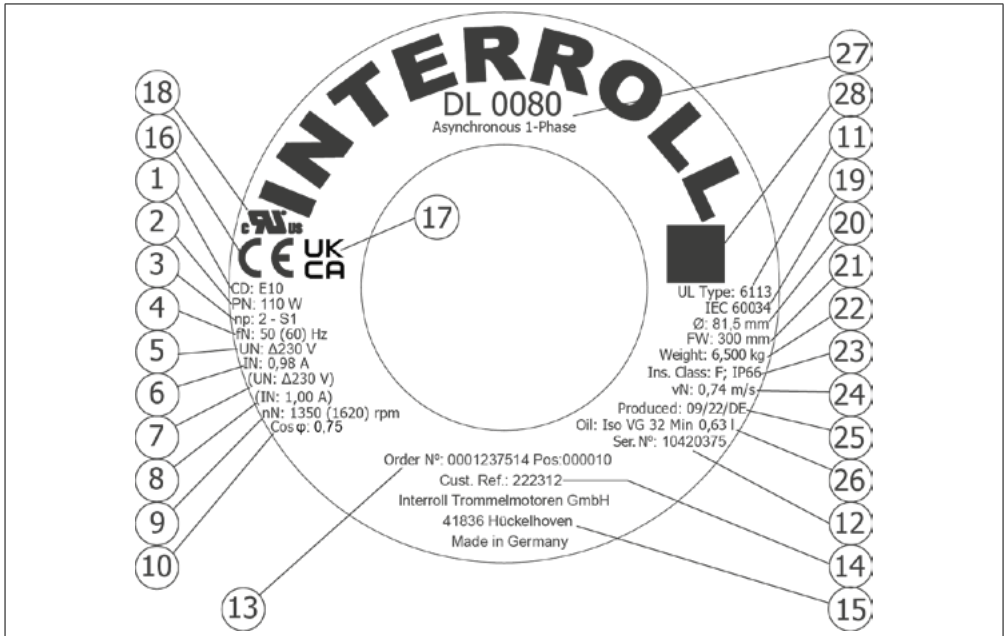 INTERROLL
DL 0080
Asynchronous 1-Phase
c RU US
CE
UK
CA
CD: E10
PN: 110 W
np: 2 - S1
fN: 50 (60) Hz
UN: Δ230 V
IN: 0,98 A
(UN: Δ230 V)
(IN: 1,00 A)
nN: 1350 (1620) rpm
Cos φ: 0,75
UL Type: 6113
IEC 60034
Ø: 81,5 mm
FW: 300 mm
Weight: 6,500 kg
Ins. Class: F; IP66
vN: 0,74 m/s
Produced: 09/22/DE
Oil: Iso VG 32 Min 0,63 l
Ser.Nº: 10420375
Order Nº: 0001237514 Pos:000010
Cust. Ref.: 222312
Interroll Trommelmotoren GmbH
41836 Hückelhoven
Made in Germany
18
16
1
2
3
4
5
6
7
8
9
10
13
17
27
28
11
19
20
21
22
23
24
25
26
12
14
15